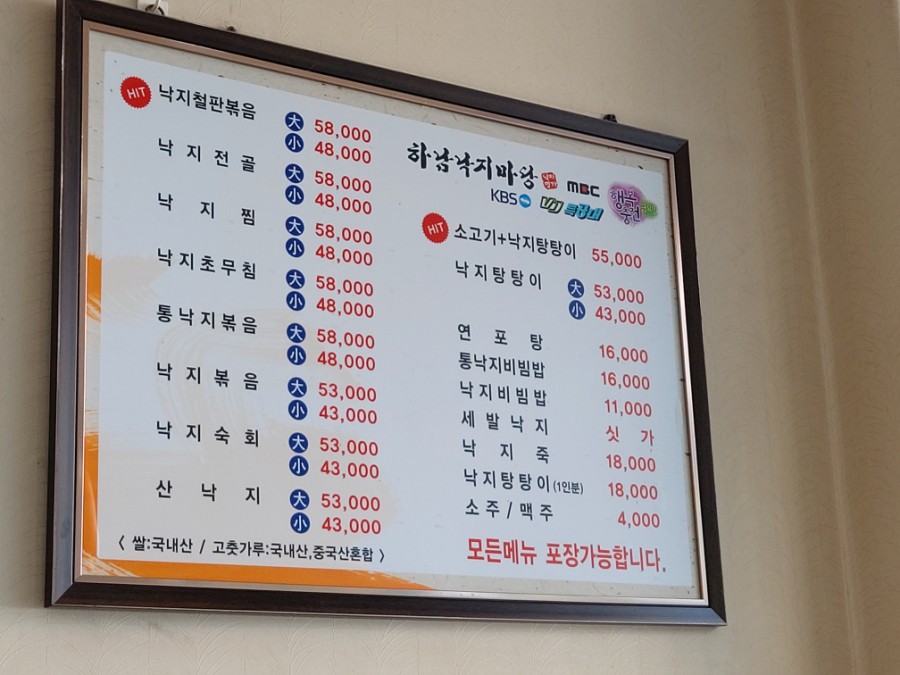 HIT 낙지철판볶음 大 58,000
小 48,000
낙지전골 大 58,000
小 48,000
낙지찜 大 58,000
小 48,000
낙지초무침 大 58,000
小 48,000
통낙지볶음 大 58,000
小 48,000
낙지볶음 大 53,000
小 43,000
낙지숙회 大 53,000
小 43,000
산낙지 大 53,000
小 43,000
< 쌀:국내산 / 고춧가루:국내산,중국산혼합 >
하남낙지마당
MBC
KBS
VJ 특공대
HIT 소고기+낙지탕탕이 55,000
낙지탕탕이 大 53,000
小 43,000
연포탕 16,000
통낙지비빔밥 16,000
낙지비빔밥 11,000
세발낙지 싯가
낙지죽 18,000
낙지탕탕이(1인분) 18,000
소주/맥주 4,000
모든메뉴 포장가능합니다.